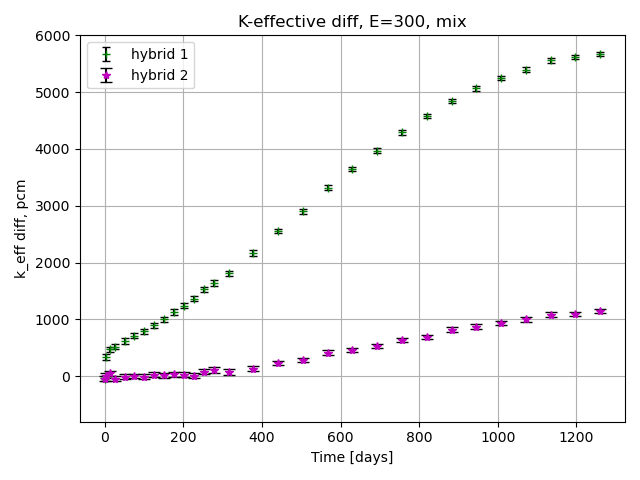 K-effective diff, E=300, mix
hybrid 1
hybrid 2
6000
5000
4000
3000
2000
1000
0
k_eff diff, pcm
0 200 400 600 800 1000 1200
Time [days]